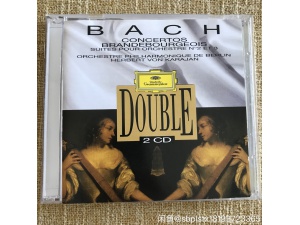 BACH
CONCERTOS
BRANDEBOURGEOIS
SUITES POUR ORCHESTRE N°2 & 3
ORCHESTRE PHILHARMONIQUE DE BERLIN
HERBERT VON KARAJAN
DOUBLE
2 CD